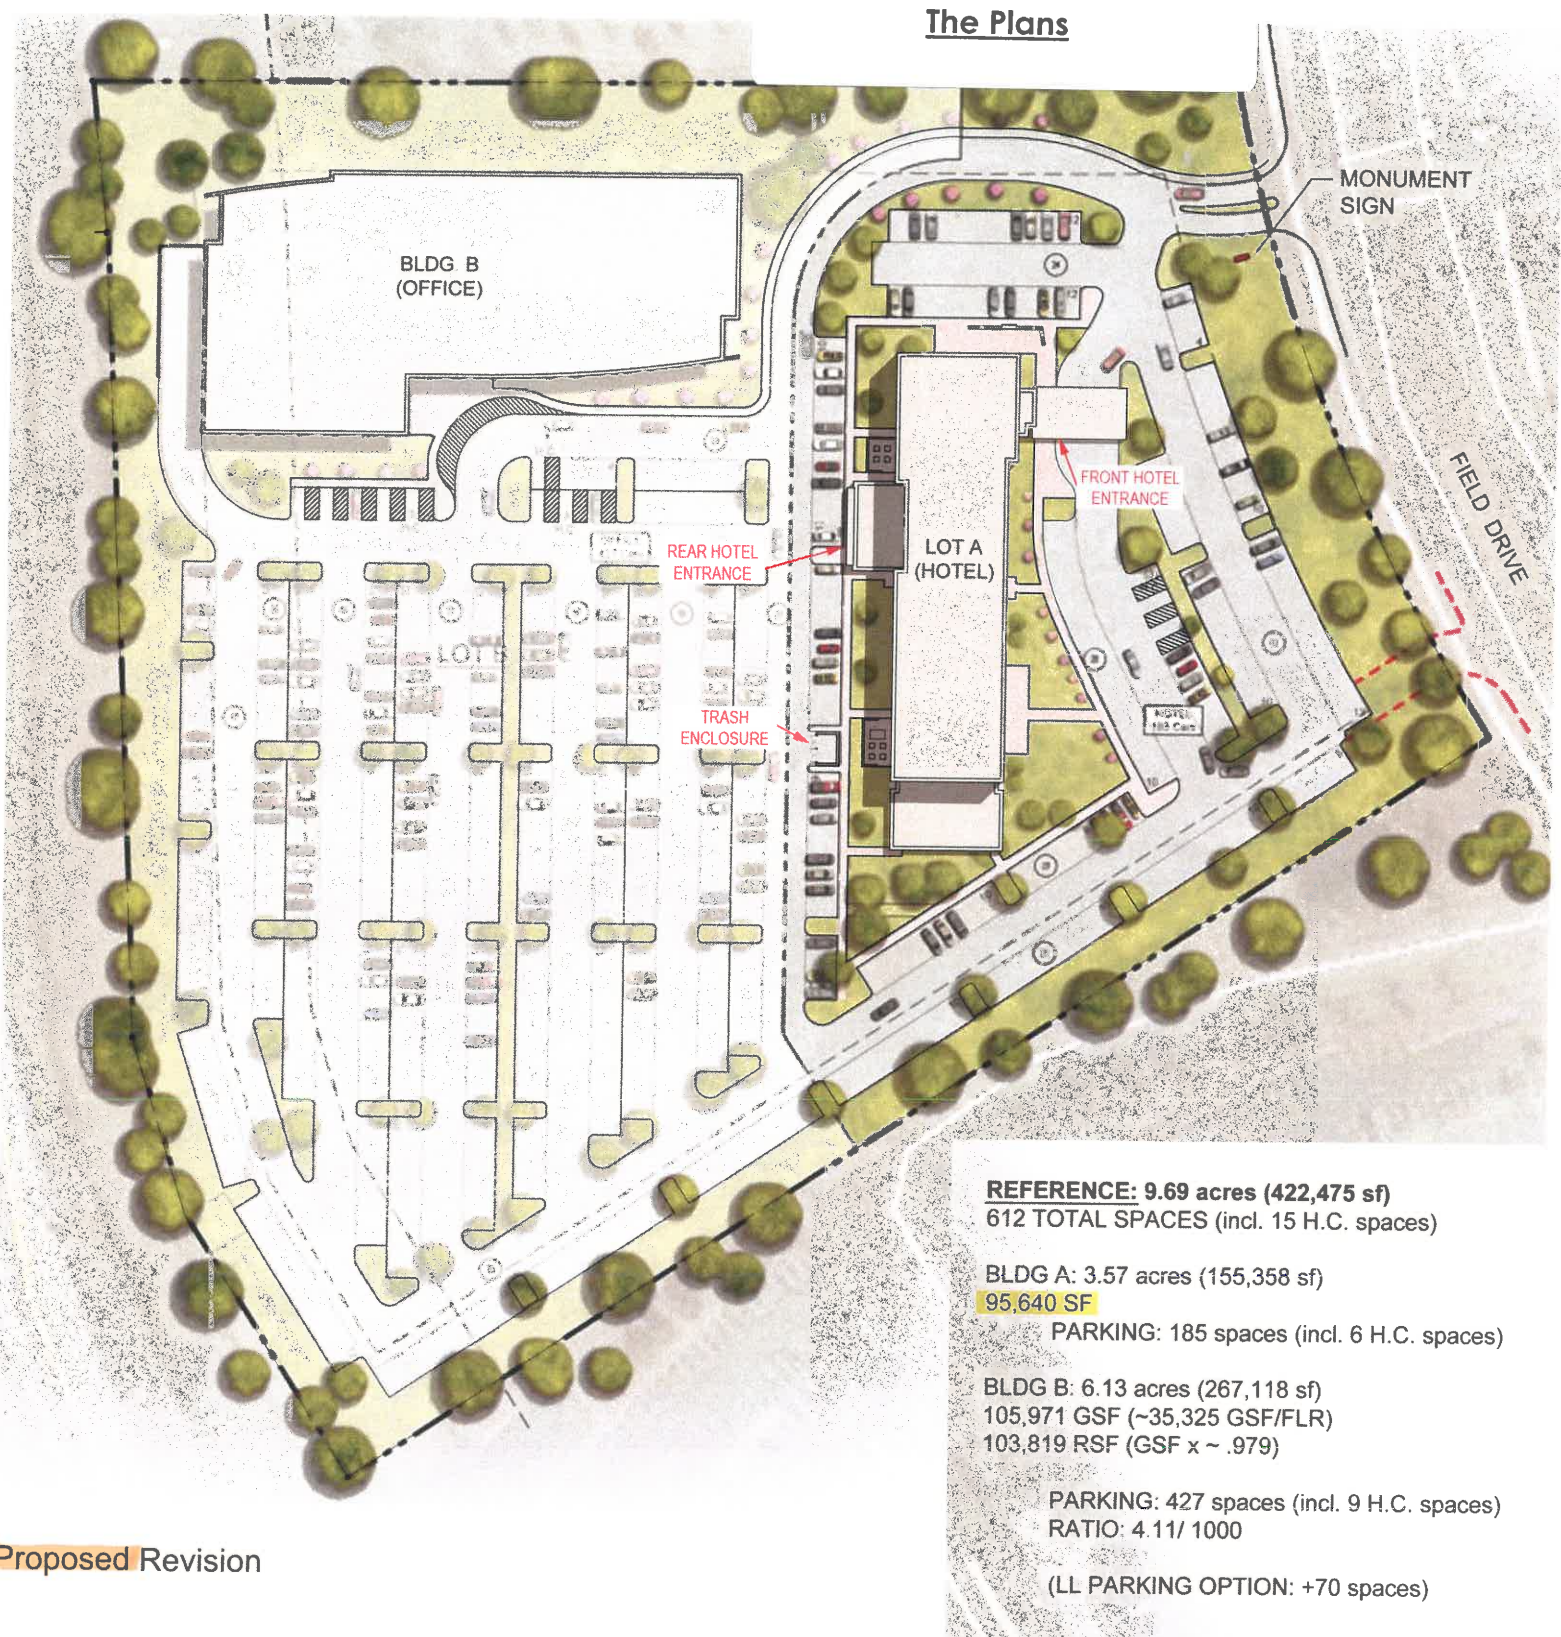 The Plans
MONUMENT
SIGN
BLDG B
(OFFICE)
12
12
FRONT HOTEL
ENTRANCE
FIELD DRIVE
REAR HOTEL
ENTRANCE
LOT A
(HOTEL)
TRASH
ENCLOSURE
HOTEL
10
REFERENCE: 9.69 acres (422,475 sf)
612 TOTAL SPACES (incl. 15 H.C. spaces)
BLDG A: 3.57 acres (155,358 sf)
95,640 SF
PARKING: 185 spaces (incl. 6 H.C. spaces)
BLDG B: 6.13 acres (267,118 sf)
105,971 GSF (~35,325 GSF/FLR)
103,819 RSF (GSF x ~ .979)
PARKING: 427 spaces (incl. 9 H.C. spaces)
RATIO: 4.11/ 1000
(LL PARKING OPTION: +70 spaces)
Proposed Revision